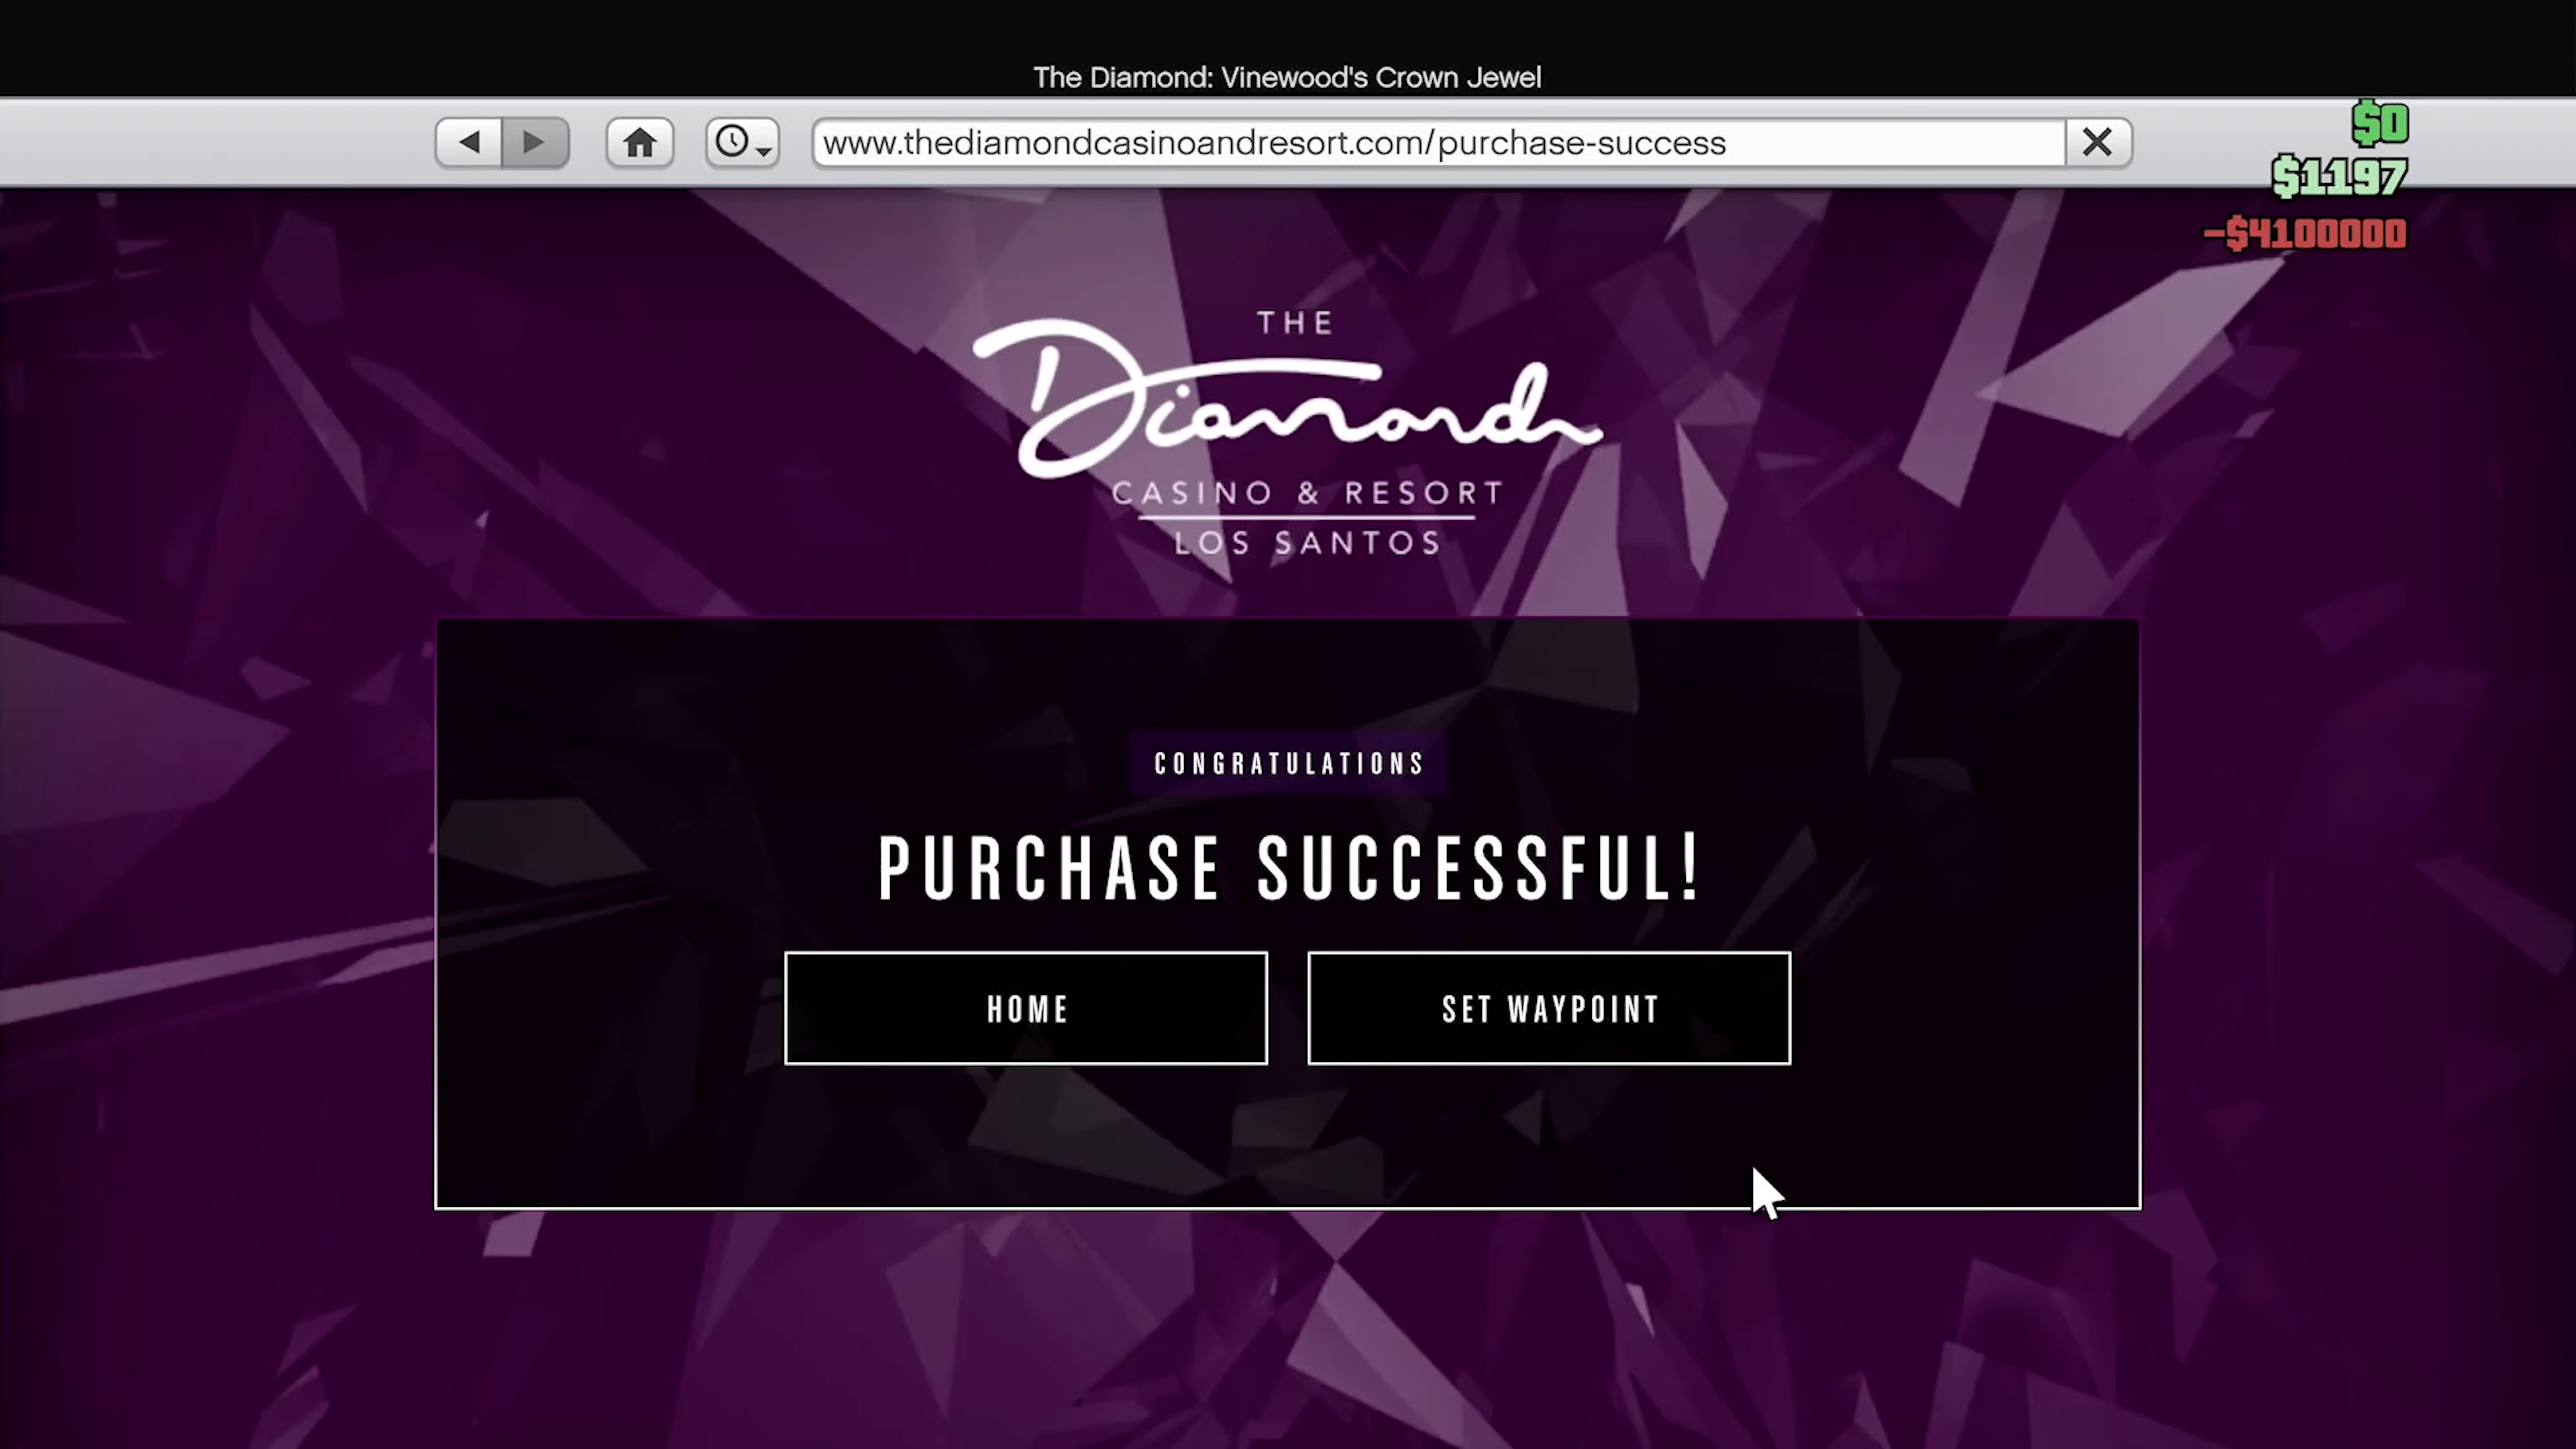 The Diamond: Vinewood's Crown Jewel
www.thediamondcasinoandresort.com/purchase-success
$0
$1197
-$4100000
THE
Diamond
CASINO & RESORT
LOS SANTOS
CONGRATULATIONS
PURCHASE SUCCESSFUL!
HOME
SET WAYPOINT